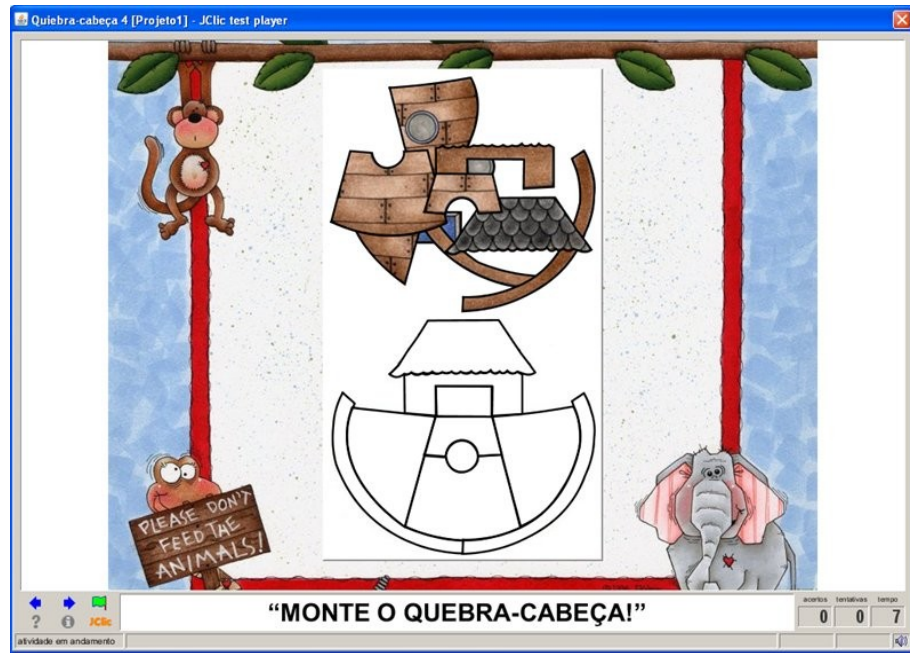 Quiebra-cabeça 4 [Projeto1] - JClic test player
PLEASE DON'T
FEED THE
ANIMALS!
"MONTE O QUEBRA-CABEÇA!"
JClic
acertos tentativas tempo
0 0 7
atividade em andamento